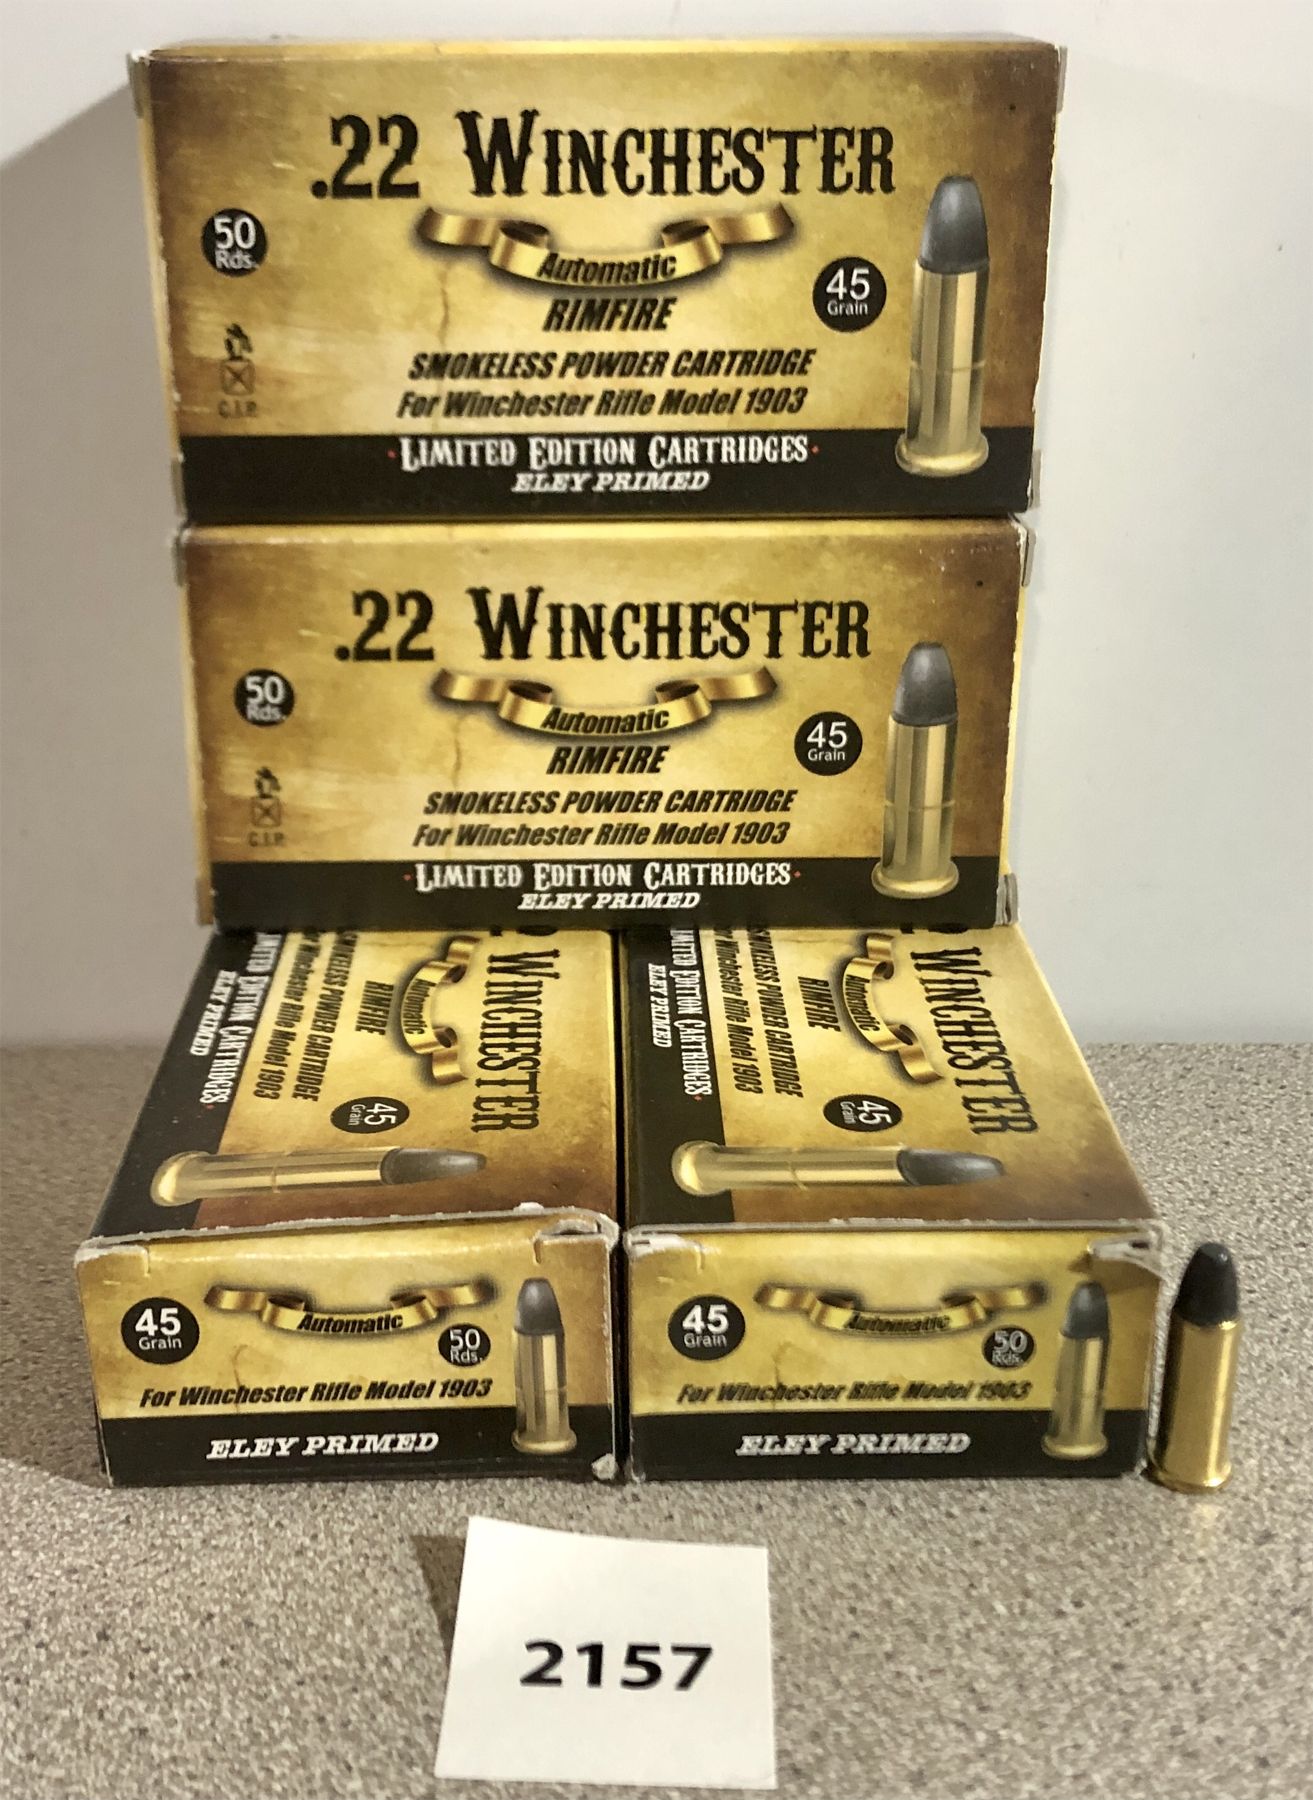 .22 WINCHESTER
50
Rds.
Automatic
45
Grain
RIMFIRE
SMOKELESS POWDER CARTRIDGE
For Winchester Rifle Model 1903
C.I.P.
·LIMITED EDITION CARTRIDGES·
ELEY PRIMED
.22 WINCHESTER
50
Rds.
Automatic
45
Grain
RIMFIRE
SMOKELESS POWDER CARTRIDGE
For Winchester Rifle Model 1903
C.I.P.
·LIMITED EDITION CARTRIDGES·
ELEY PRIMED
WINCHESTER
Automatic
RIMFIRE
45
Grain
SMOKELESS POWDER CARTRIDGE
Winchester Rifle Model 1903
EDITION CARTRIDGES·
ELEY PRIMED
45
Grain
Automatic
50
Rds.
For Winchester Rifle Model 1903
ELEY PRIMED
WINCHESTER
Automatic
RIMFIRE
45
Grain
SMOKELESS POWDER CARTRIDGE
Winchester Rifle Model 1903
EDITION CARTRIDGES·
ELEY PRIMED
45
Grain
Automatic
50
Rds.
For Winchester Rifle Model 1903
ELEY PRIMED
2157